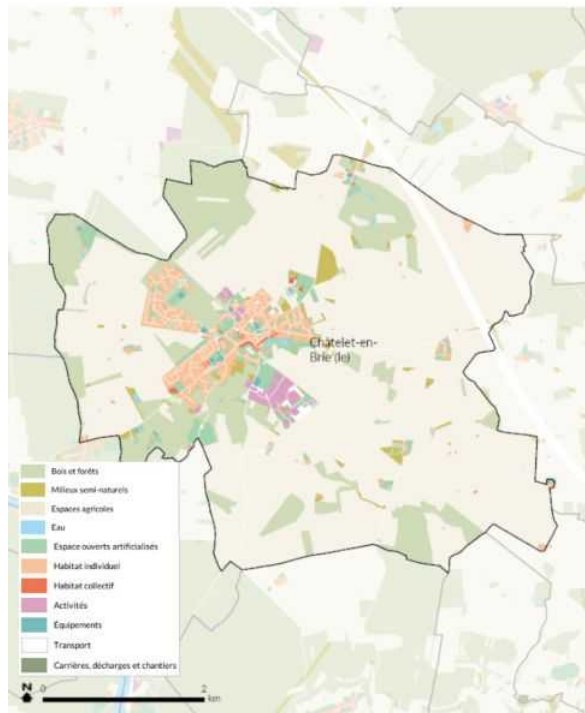 Châtelet-en-
Brie (le)
Bois et forêts
Milieux semi-naturels
Espaces agricoles
Eau
Espace ouverts artificialisés
Habitat individuel
Habitat collectif
Activités
Équipements
Transport
Carrières, décharges et chantiers
N
0 2
km